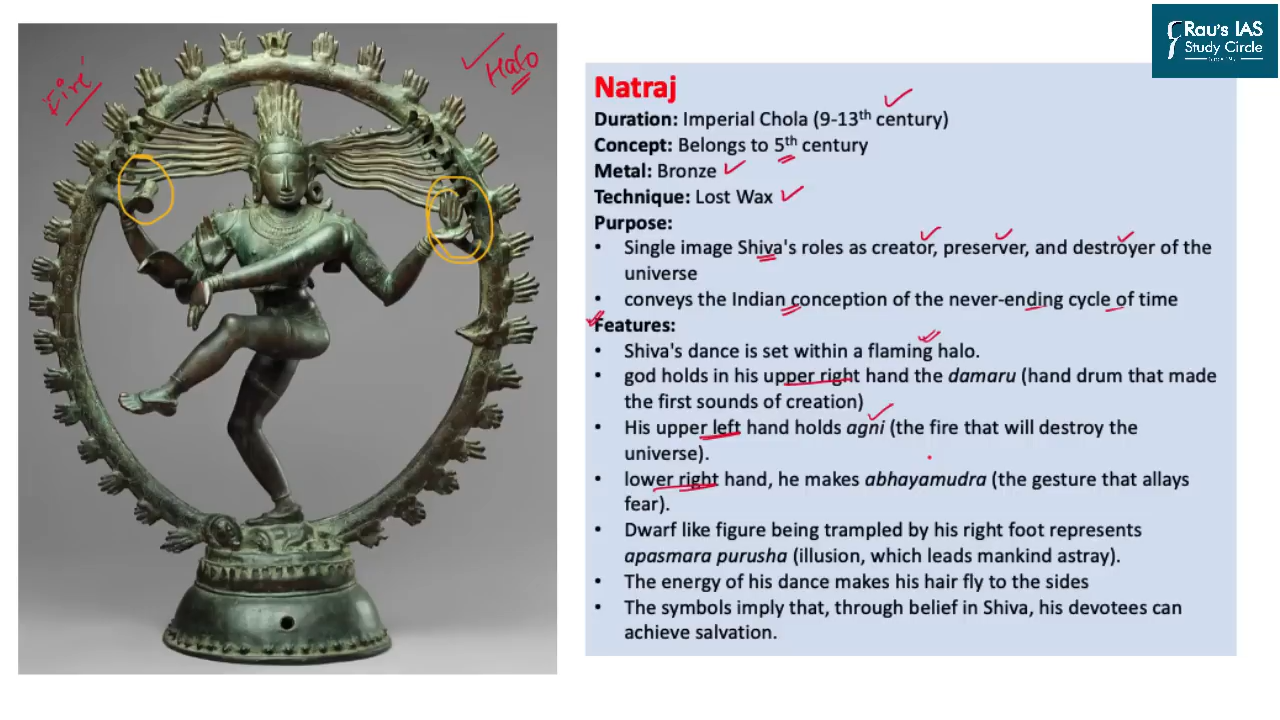 Fire
Halo
Rau's IAS
Study Circle
Natraj
Duration: Imperial Chola (9-13th century)
Concept: Belongs to 5th century
Metal: Bronze
Technique: Lost Wax
Purpose:
• Single image Shiva's roles as creator, preserver, and destroyer of the
universe
• conveys the Indian conception of the never-ending cycle of time
Features:
• Shiva's dance is set within a flaming halo.
• god holds in his upper right hand the damaru (hand drum that made
the first sounds of creation)
• His upper left hand holds agni (the fire that will destroy the
universe).
• lower right hand, he makes abhayamudra (the gesture that allays
fear).
• Dwarf like figure being trampled by his right foot represents
apasmara purusha (illusion, which leads mankind astray).
• The energy of his dance makes his hair fly to the sides
• The symbols imply that, through belief in Shiva, his devotees can
achieve salvation.